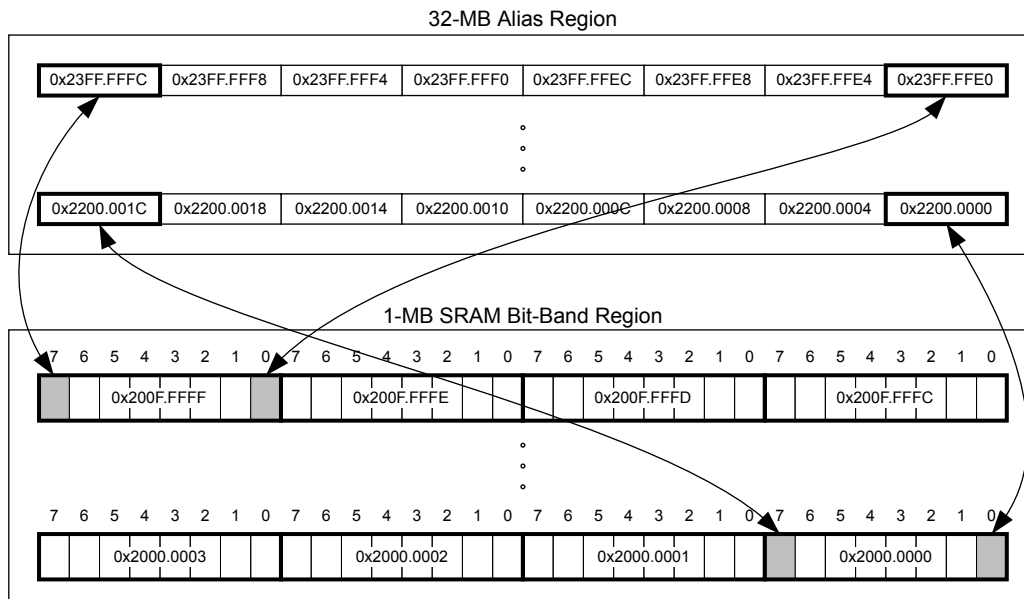 32-MB Alias Region
0x23FF.FFFC 0x23FF.FFF8 0x23FF.FFF4 0x23FF.FFF0 0x23FF.FFEC 0x23FF.FFE8 0x23FF.FFE4 0x23FF.FFE0
0x2200.001C 0x2200.0018 0x2200.0014 0x2200.0010 0x2200.000C 0x2200.0008 0x2200.0004 0x2200.0000
1-MB SRAM Bit-Band Region
7 6 5 4 3 2 1 0 7 6 5 4 3 2 1 0 7 6 5 4 3 2 1 0 7 6 5 4 3 2 1 0
0x200F.FFFF 0x200F.FFFE 0x200F.FFFD 0x200F.FFFC
7 6 5 4 3 2 1 0 7 6 5 4 3 2 1 0 7 6 5 4 3 2 1 0 7 6 5 4 3 2 1 0
0x2000.0003 0x2000.0002 0x2000.0001 0x2000.0000